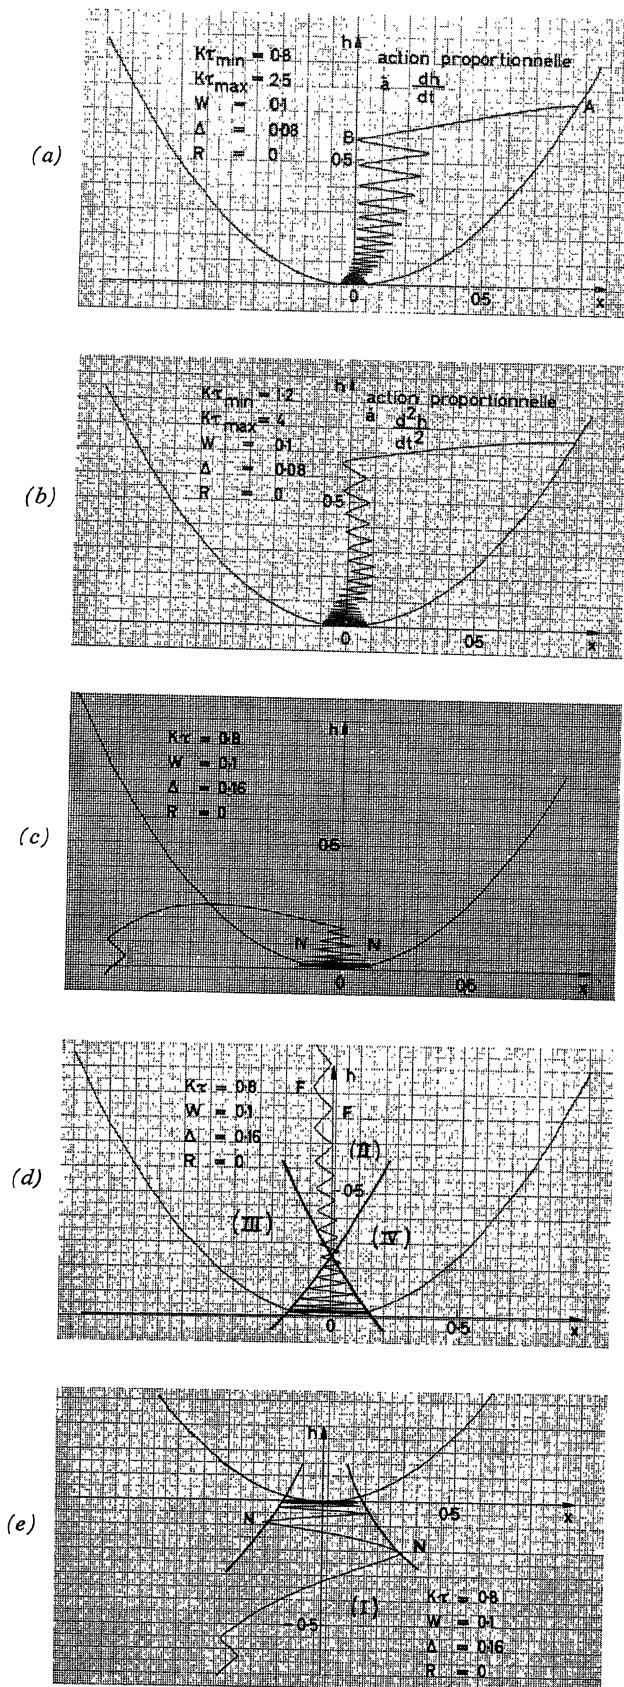 (a)
Kτmin = 0·8
Kτmax = 2·5
W = 0·1
Δ = 0·08
R = 0
h
action proportionnelle
à dh
dt
A
B
0·5
0
0·5
x
(b)
Kτmin = 1·2
Kτmax = 4
W = 0·1
Δ = 0·08
R = 0
h
action proportionnelle
à d²h
dt²
0·5
0
0·5
x
(c)
Kτ = 0·8
W = 0·1
Δ = 0·16
R = 0
h
0·5
N N
0
0·5
x
(d)
Kτ = 0·8
W = 0·1
Δ = 0·16
R = 0
F
h
F
(II)
0·5
(III)
(IV)
0
0·5
x
(e)
h
0·5
x
N
N
(I)
-0·5
Kτ = 0·8
W = 0·1
Δ = 0·16
R = 0